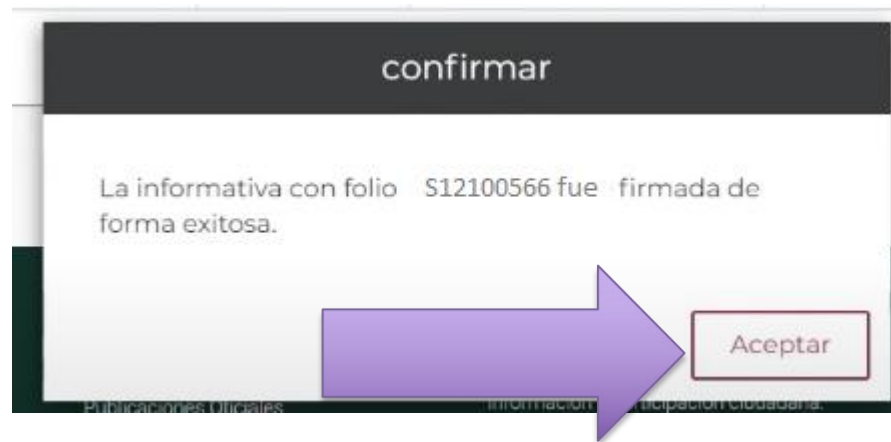 confirmar
La informativa con folio S12100566 fue firmada de
forma exitosa.
Aceptar
Publicaciones Oficiales